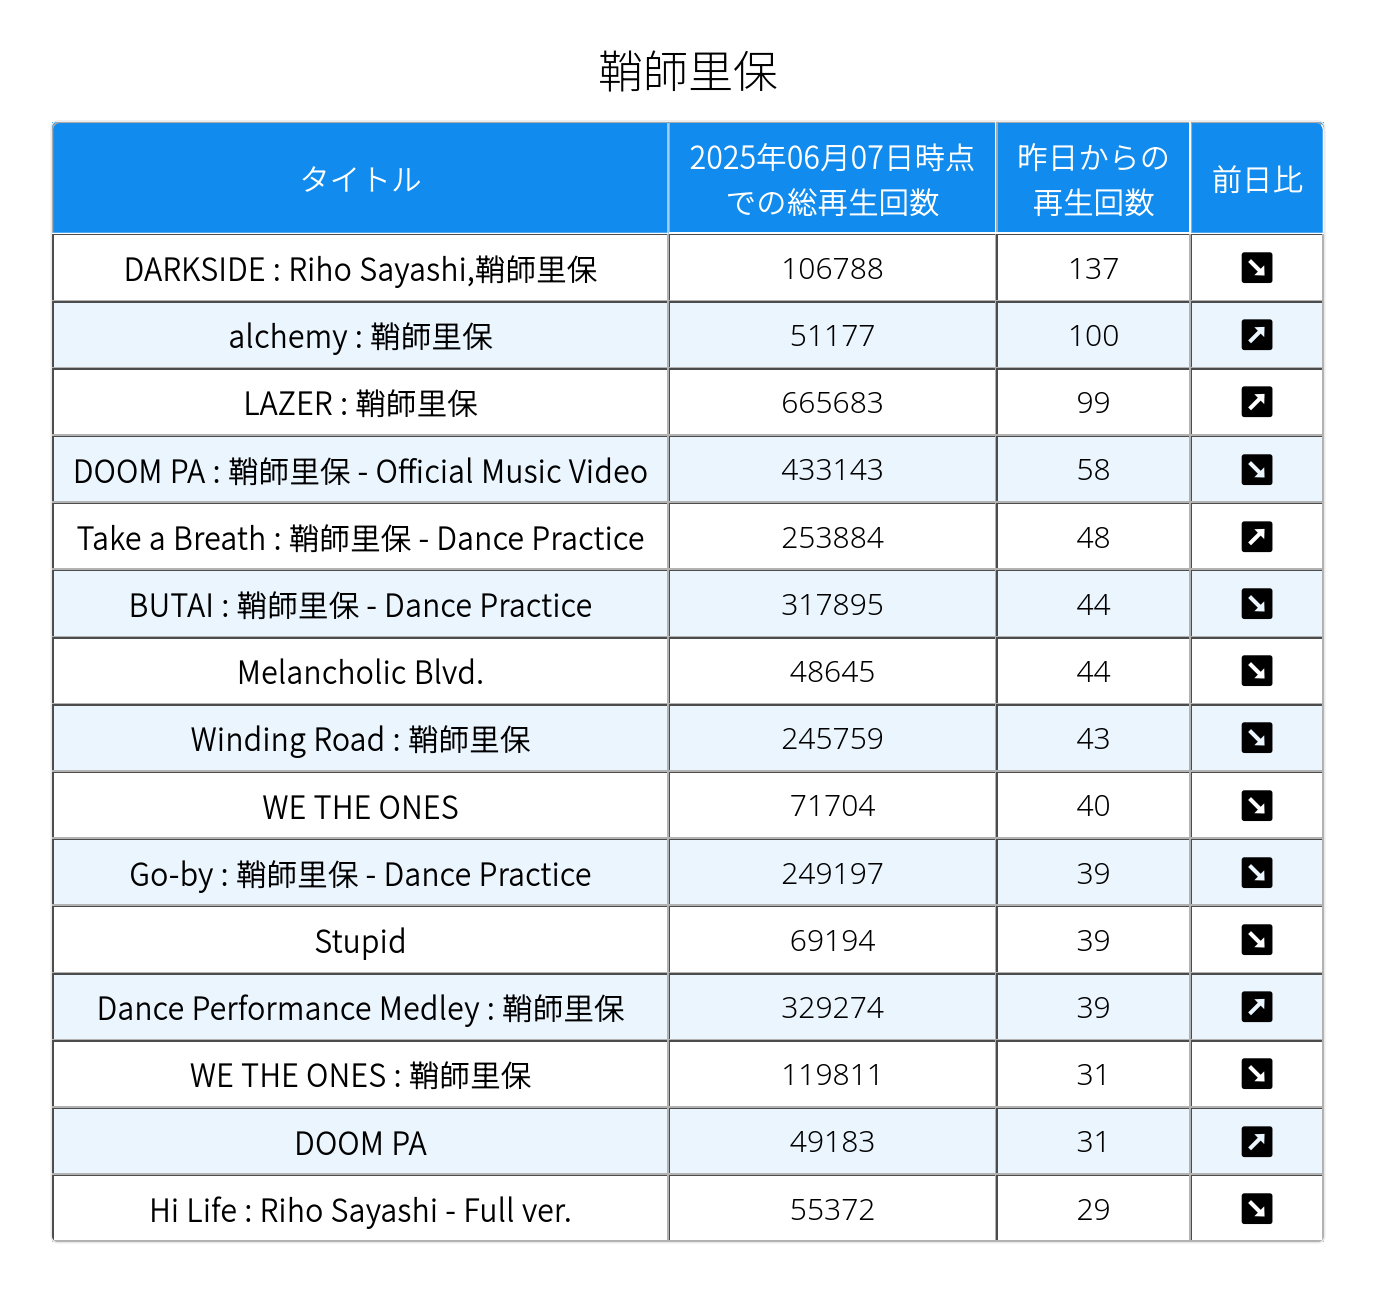 鞘師里保
タイトル 2025年06月07日時点での総再生回数 昨日からの再生回数 前日比
DARKSIDE : Riho Sayashi,鞘師里保 106788 137 ↘
alchemy : 鞘師里保 51177 100 ↗
LAZER : 鞘師里保 665683 99 ↗
DOOM PA : 鞘師里保 - Official Music Video 433143 58 ↘
Take a Breath : 鞘師里保 - Dance Practice 253884 48 ↗
BUTAI : 鞘師里保 - Dance Practice 317895 44 ↘
Melancholic Blvd. 48645 44 ↘
Winding Road : 鞘師里保 245759 43 ↘
WE THE ONES 71704 40 ↘
Go-by : 鞘師里保 - Dance Practice 249197 39 ↘
Stupid 69194 39 ↘
Dance Performance Medley : 鞘師里保 329274 39 ↗
WE THE ONES : 鞘師里保 119811 31 ↘
DOOM PA 49183 31 ↗
Hi Life : Riho Sayashi - Full ver. 55372 29 ↘